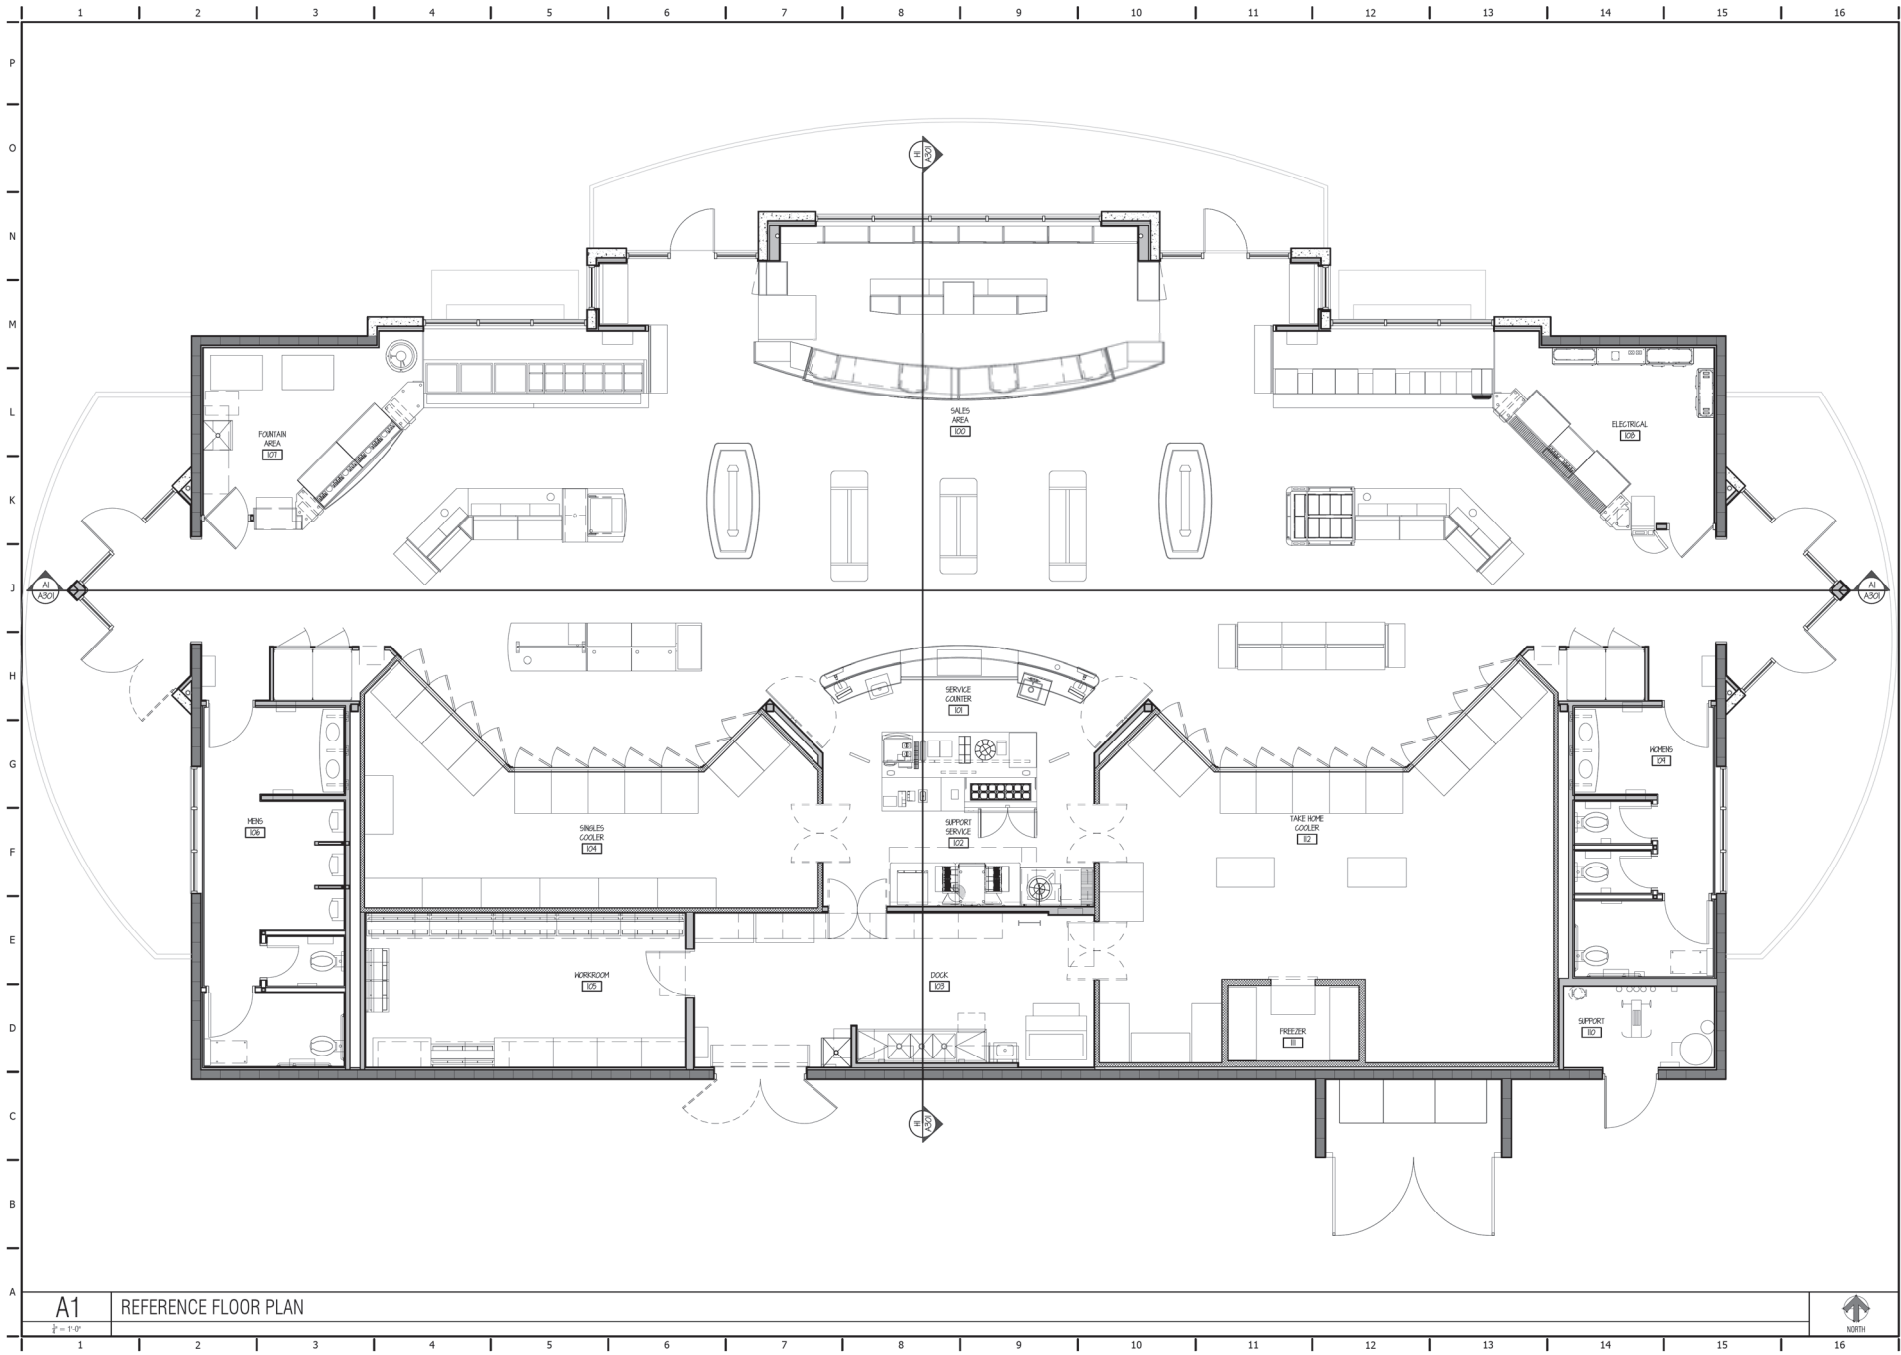 1 2 3 4 5 6 7 8 9 10 11 12 13 14 15 16
P
O
N
M
L
K
J
H
G
F
E
D
C
B
A
H1
A301
SALES
AREA
100
FOUNTAIN
AREA
107
ELECTRICAL
108
A1
A301
A1
A301
SERVICE
COUNTER
101
WOMENS
109
MENS
106
SINGLES
COOLER
104
SUPPORT
SERVICE
102
TAKE HOME
COOLER
112
WORKROOM
105
DOCK
103
FREEZER
111
SUPPORT
110
H1
A301
A1
REFERENCE FLOOR PLAN
NORTH
1 2 3 4 5 6 7 8 9 10 11 12 13 14 15 16